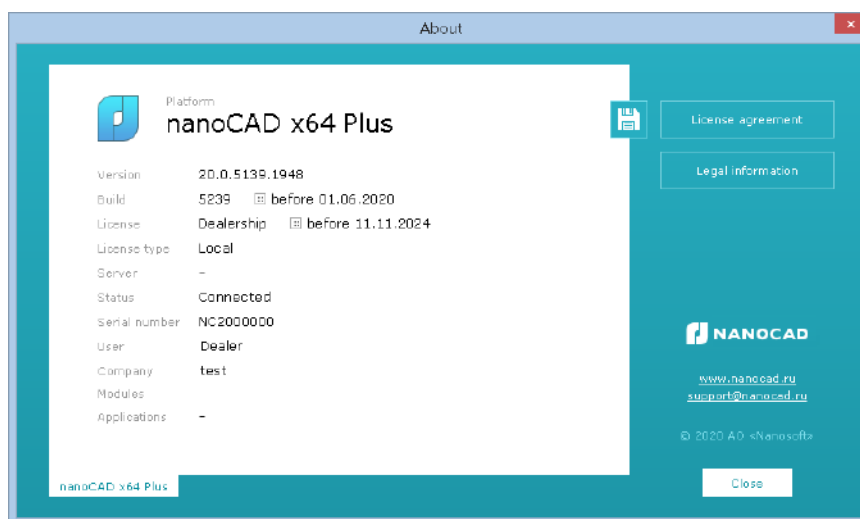 About
Platform
nanoCAD x64 Plus
Version 20.0.5139.1948
Build 5239 before 01.06.2020
License Dealership before 11.11.2024
License type Local
Server -
Status Connected
Serial number NC2000000
User Dealer
Company test
Modules
Applications -
nanoCAD x64 Plus
License agreement
Legal information
NANOCAD
www.nanocad.ru
support@nanocad.ru
© 2020 AO «Nanosoft»
Close